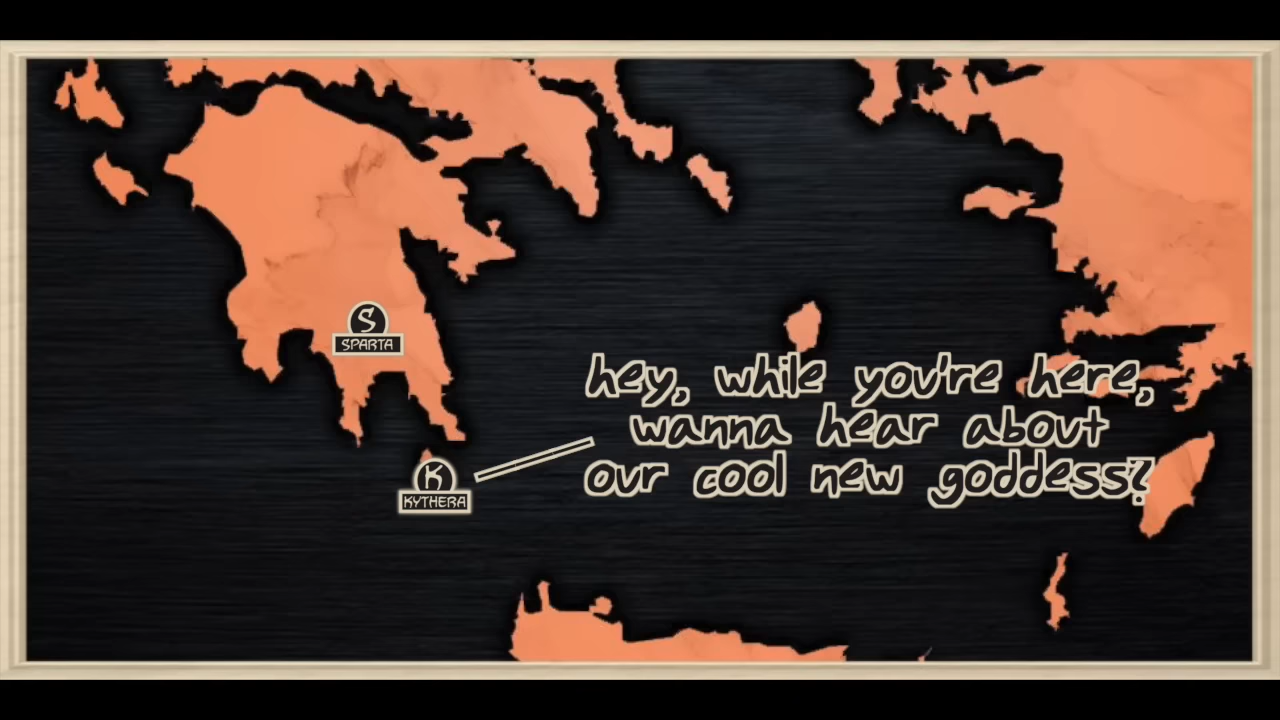 S
SPARTA
hey, while you're here,
wanna hear about
our cool new goddess?
K
KYTHERA